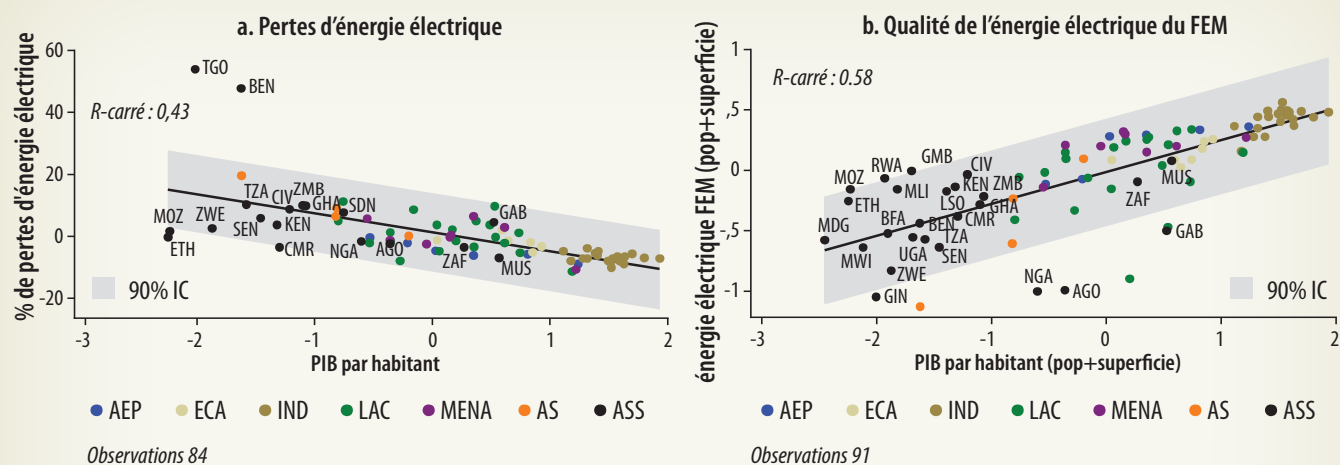 a. Pertes d'énergie électrique
% de pertes d'énergie électrique
60
40
20
0
-20
R-carré : 0,43
TGO
BEN
MOZ
ETH
ZWE
TZA
SEN
CIV
KEN
CMR
ZMB
GHA
SDN
NGA
AGO
ZAF
GAB
MUS
90% IC
-3
-2
-1
0
1
2
PIB par habitant
AEP
ECA
IND
LAC
MENA
AS
ASS
Observations 84
b. Qualité de l'énergie électrique du FEM
énergie électrique FEM (pop+superficie)
1
,5
0
-,5
-1
R-carré : 0.58
MOZ
ETH
RWA
MLI
GMB
CIV
KEN
LSO
ZMB
GHA
CMR
MDG
BFA
BEN
MWI
UGA
TZA
SEN
ZWE
GIN
NGA
AGO
ZAF
MUS
GAB
90% IC
-3
-2
-1
0
1
2
PIB par habitant (pop+superficie)
AEP
ECA
IND
LAC
MENA
AS
ASS
Observations 91